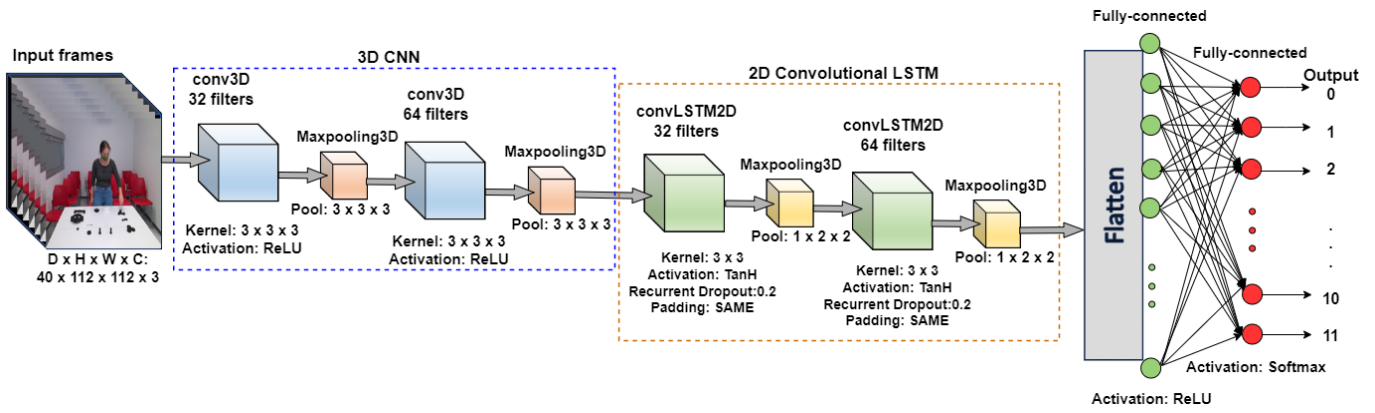 Input frames
D x H x W x C:
40 x 112 x 112 x 3
3D CNN
conv3D
32 filters
Kernel: 3 x 3 x 3
Activation: ReLU
Maxpooling3D
Pool: 3 x 3 x 3
conv3D
64 filters
Kernel: 3 x 3 x 3
Activation: ReLU
Maxpooling3D
Pool: 3 x 3 x 3
2D Convolutional LSTM
convLSTM2D
32 filters
Kernel: 3 x 3
Activation: TanH
Recurrent Dropout:0.2
Padding: SAME
Maxpooling3D
Pool: 1 x 2 x 2
convLSTM2D
64 filters
Kernel: 3 x 3
Activation: TanH
Recurrent Dropout:0.2
Padding: SAME
Maxpooling3D
Pool: 1 x 2 x 2
Flatten
Fully-connected
Activation: ReLU
Fully-connected
Activation: Softmax
Output
0
1
2
.
.
.
10
11